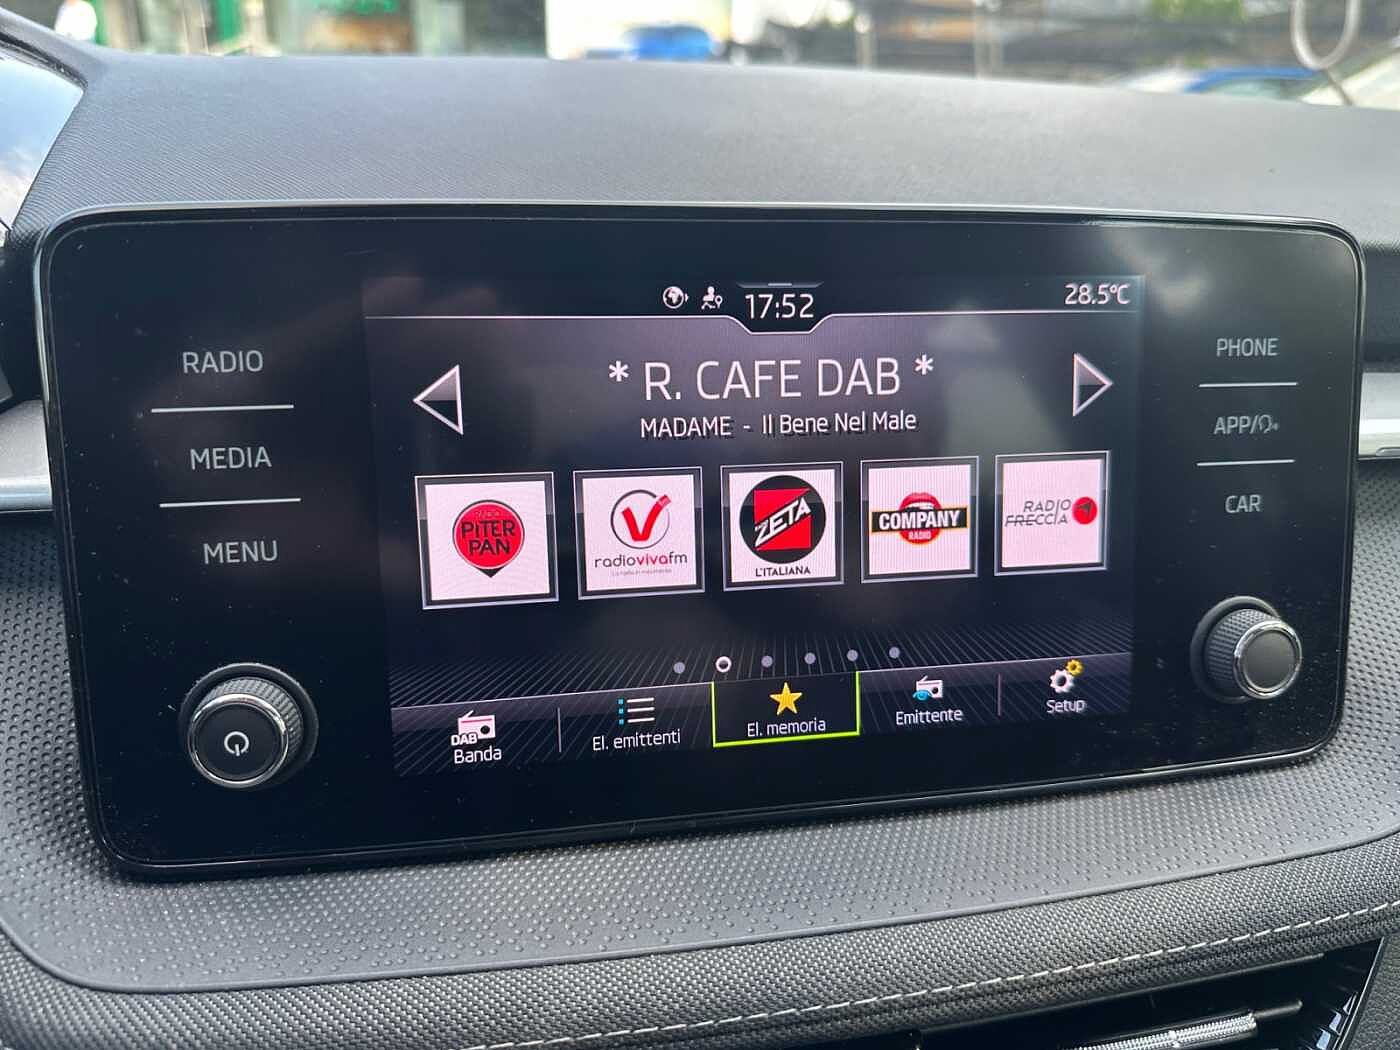 17:52
28.5°C
RADIO
MEDIA
MENU
PHONE
APP/
CAR
* R. CAFE DAB *
MADAME - Il Bene Nel Male
RADIO
PITER
PAN
V
radiovivafm
ZETA
L'ITALIANA
COMPANY
RADIO
RADIO
FRECCIA
DAB
Banda
El. emittenti
El. memoria
Emittente
Setup